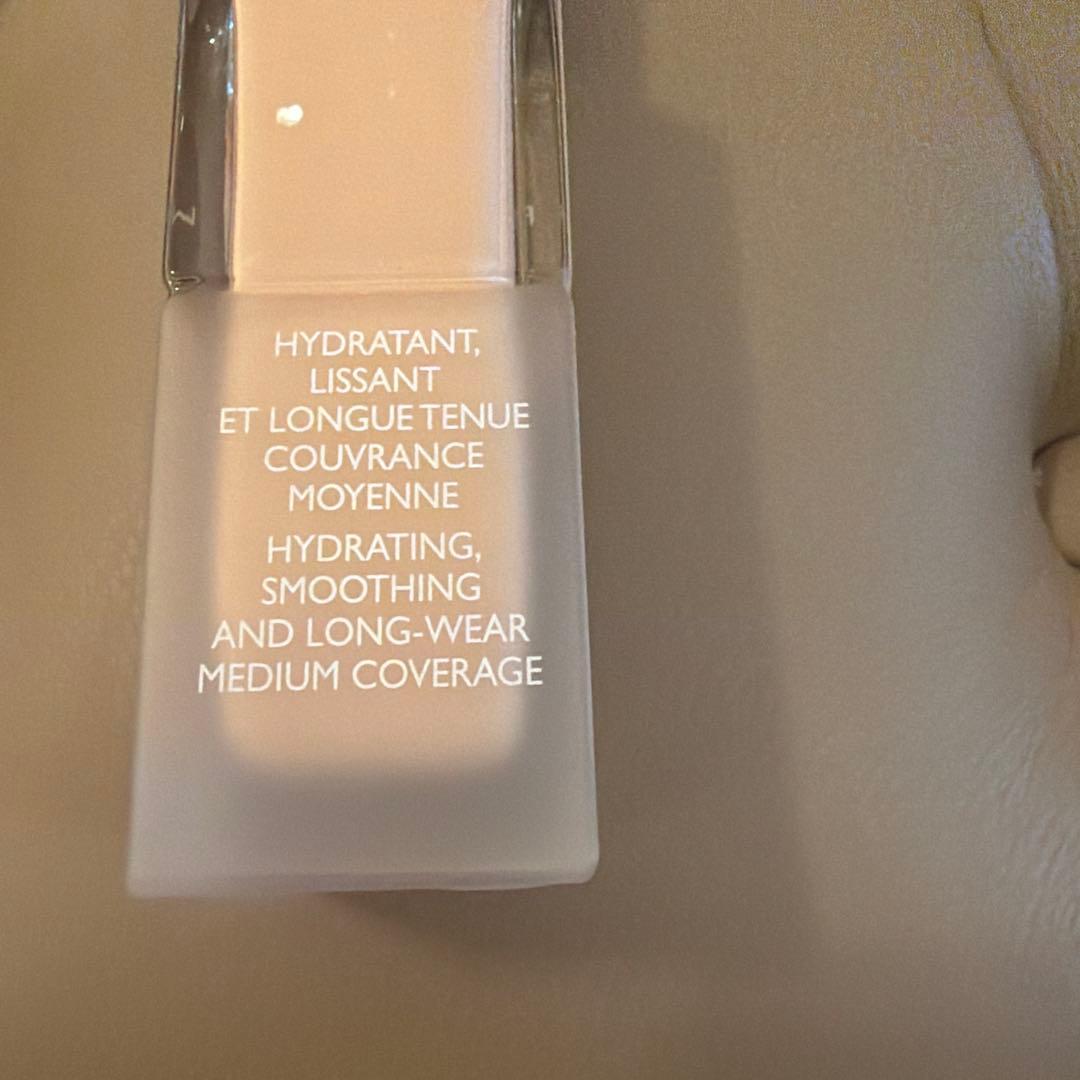 HYDRATANT,
LISSANT
ET LONGUE TENUE
COUVRANCE
MOYENNE
HYDRATING,
SMOOTHING
AND LONG-WEAR
MEDIUM COVERAGE